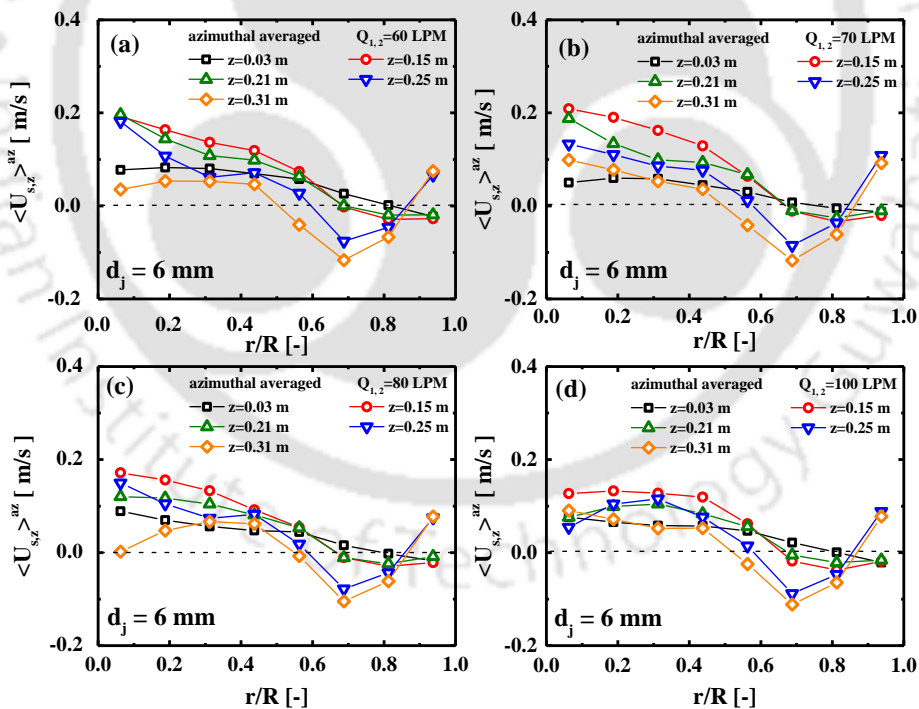 (a)
azimuthal averaged Q1, 2=60 LPM
z=0.03 m z=0.15 m
z=0.21 m z=0.25 m
z=0.31 m
<Us,z>az [ m/s ]
0.4
0.2
0.0
-0.2
dj = 6 mm
0.0 0.2 0.4 0.6 0.8 1.0
r/R [-]
(b)
azimuthal averaged Q1, 2=70 LPM
z=0.03 m z=0.15 m
z=0.21 m z=0.25 m
z=0.31 m
<Us,z>az [ m/s ]
0.4
0.2
0.0
-0.2
dj = 6 mm
0.0 0.2 0.4 0.6 0.8 1.0
r/R [-]
(c)
azimuthal averaged Q1, 2=80 LPM
z=0.03 m z=0.15 m
z=0.21 m z=0.25 m
z=0.31 m
<Us,z>az [ m/s ]
0.4
0.2
0.0
-0.2
dj = 6 mm
0.0 0.2 0.4 0.6 0.8 1.0
r/R [-]
(d)
azimuthal averaged Q1, 2=100 LPM
z=0.03 m z=0.15 m
z=0.21 m z=0.25 m
z=0.31 m
<Us,z>az [ m/s ]
0.4
0.2
0.0
-0.2
dj = 6 mm
0.0 0.2 0.4 0.6 0.8 1.0
r/R [-]
Institute of Technology Guwa